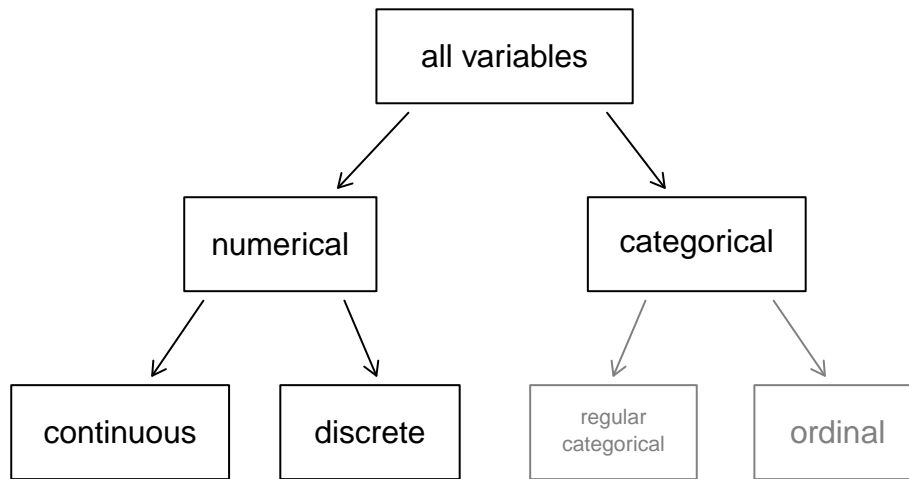 all variables
numerical
categorical
continuous
discrete
regular
categorical
ordinal